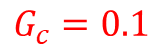 G_c = 0.1